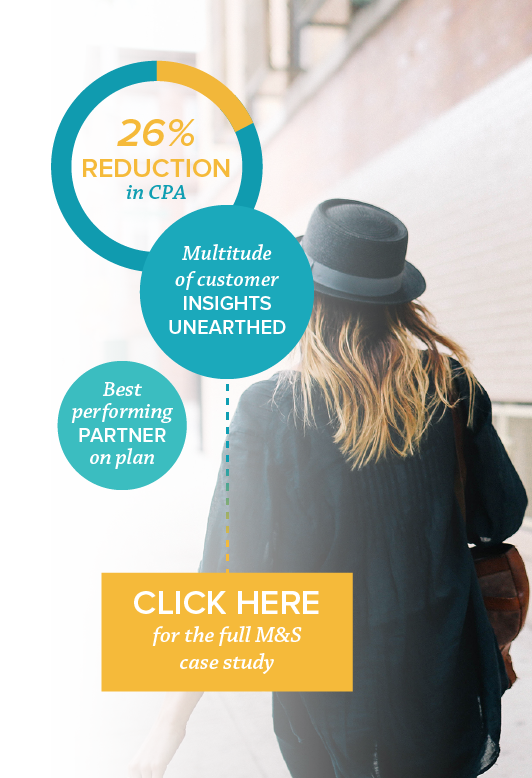 26%
REDUCTION
in CPA
Multitude
of customer
INSIGHTS
UNEARTHED
Best
performing
PARTNER
on plan
CLICK HERE
for the full M&S
case study